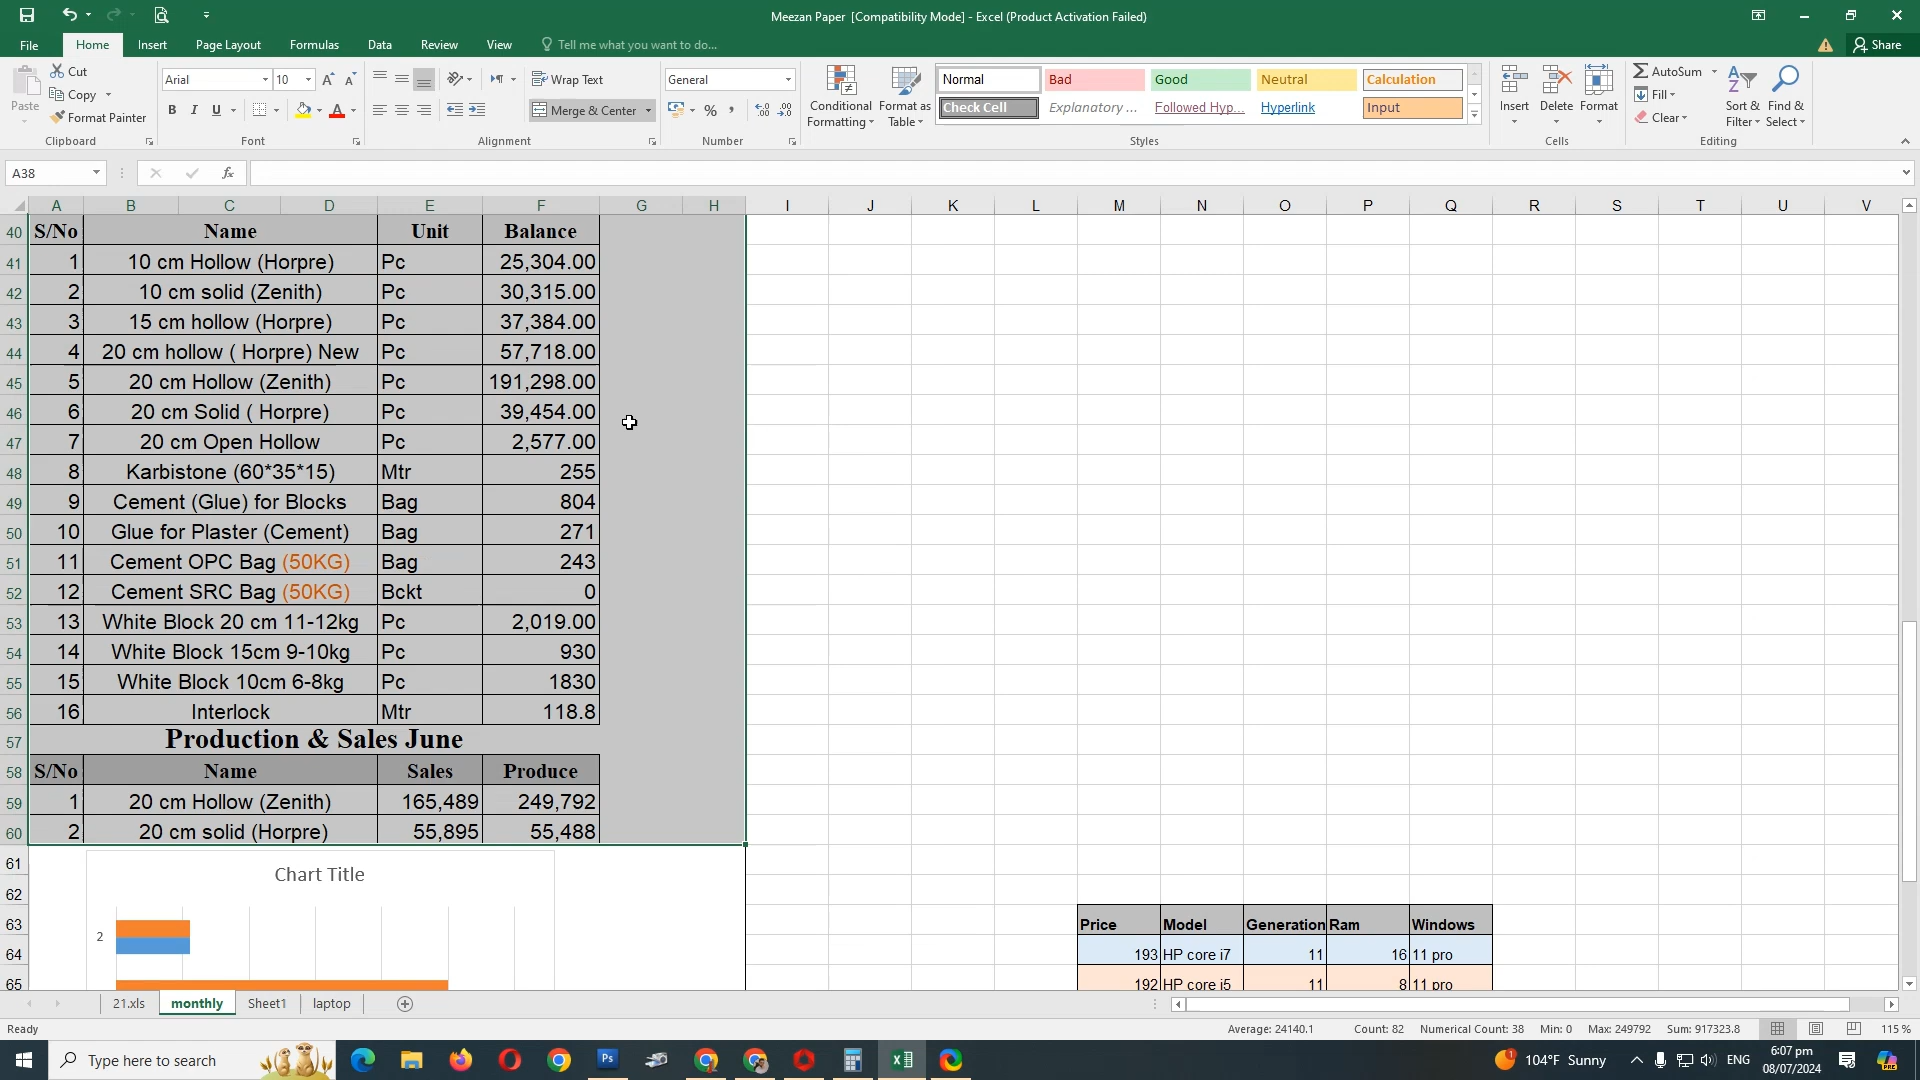 Meezan Paper  [Compatibility Mode] - Excel (Product Activation Failed)
File Home Insert Page Layout Formulas Data Review View Tell me what you want to do... Share
Paste Cut Copy Format Painter Clipboard
Arial 10 B I U A Font
Wrap Text Merge & Center Alignment
General % , Number
Conditional Formatting Format as Table
Normal Bad Good Neutral Calculation
Check Cell Explanatory ... Followed Hyp... Hyperlink Input
Styles
Insert Delete Format Cells
AutoSum Fill Clear Sort & Filter Find & Select Editing
A38 fx
A B C D E F G H I J K L M N O P Q R S T U V
40 S/No Name Unit Balance
41 1 10 cm Hollow (Horpre) Pc 25,304.00
42 2 10 cm solid (Zenith) Pc 30,315.00
43 3 15 cm hollow (Horpre) Pc 37,384.00
44 4 20 cm hollow ( Horpre) New Pc 57,718.00
45 5 20 cm Hollow (Zenith) Pc 191,298.00
46 6 20 cm Solid ( Horpre) Pc 39,454.00
47 7 20 cm Open Hollow Pc 2,577.00
48 8 Karbistone (60*35*15) Mtr 255
49 9 Cement (Glue) for Blocks Bag 804
50 10 Glue for Plaster (Cement) Bag 271
51 11 Cement OPC Bag (50KG) Bag 243
52 12 Cement SRC Bag (50KG) Bckt 0
53 13 White Block 20 cm 11-12kg Pc 2,019.00
54 14 White Block 15cm 9-10kg Pc 930
55 15 White Block 10cm 6-8kg Pc 1830
56 16 Interlock Mtr 118.8
57 Production & Sales June
58 S/No Name Sales Produce
59 1 20 cm Hollow (Zenith) 165,489 249,792
60 2 20 cm solid (Horpre) 55,895 55,488
61
Chart Title
62
63 Price Model Generation Ram Windows
2
64 193 HP core i7 11 16 11 pro
65 192 HP core i5 11 8 11 pro
21.xls monthly Sheet1 laptop
Ready Average: 24140.1 Count: 82 Numerical Count: 38 Min: 0 Max: 249792 Sum: 917323.8 115 %
Type here to search Ps 1 104°F Sunny ENG 6:07 pm
08/07/2024